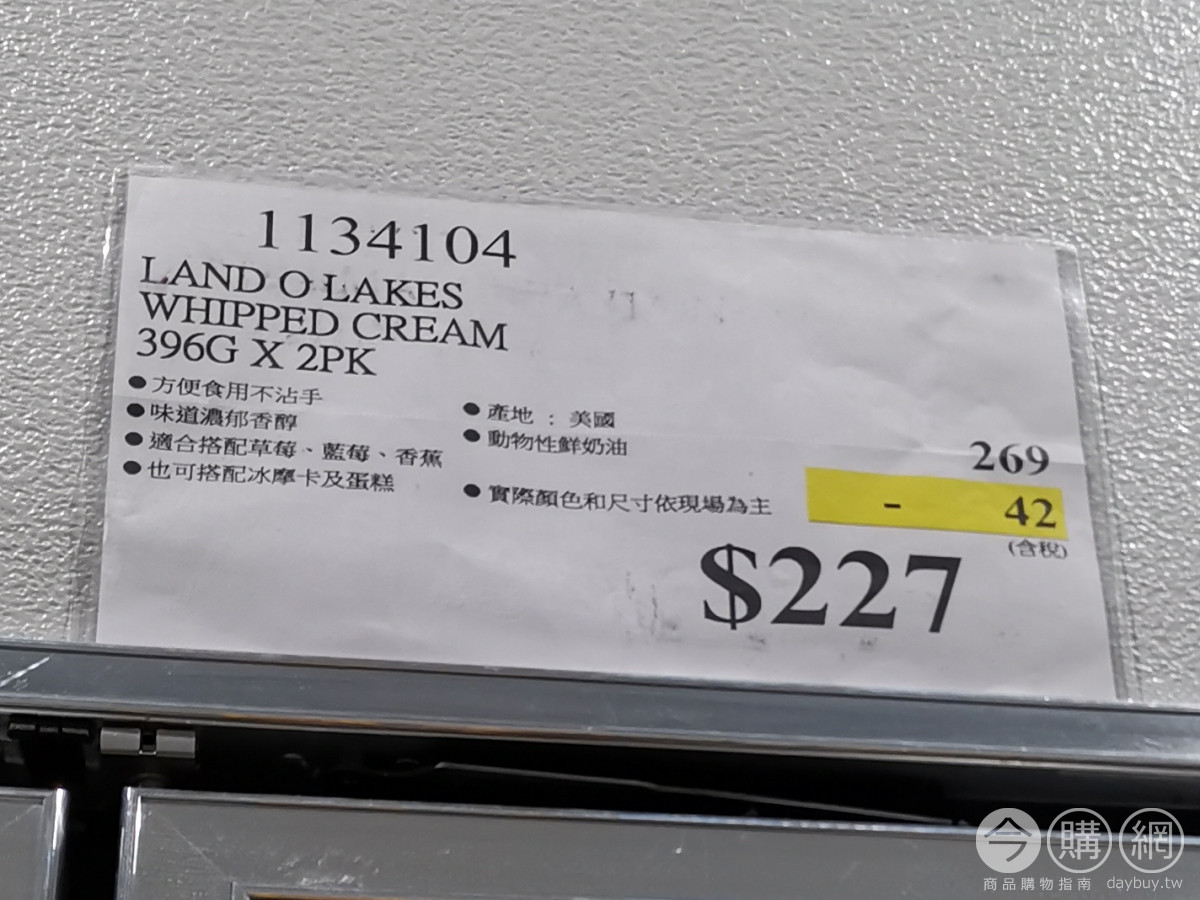 1134104
LAND O LAKES
WHIPPED CREAM
396G X 2PK
●方便食用不沾手
●味道濃郁香醇
●適合搭配草莓、藍莓、香蕉
●也可搭配冰摩卡及蛋糕
●產地 : 美國
●動物性鮮奶油
●實際顏色和尺寸依現場為主
269
- 42
(含稅)
$227
今購網
商品購物指南 daybuy.tw